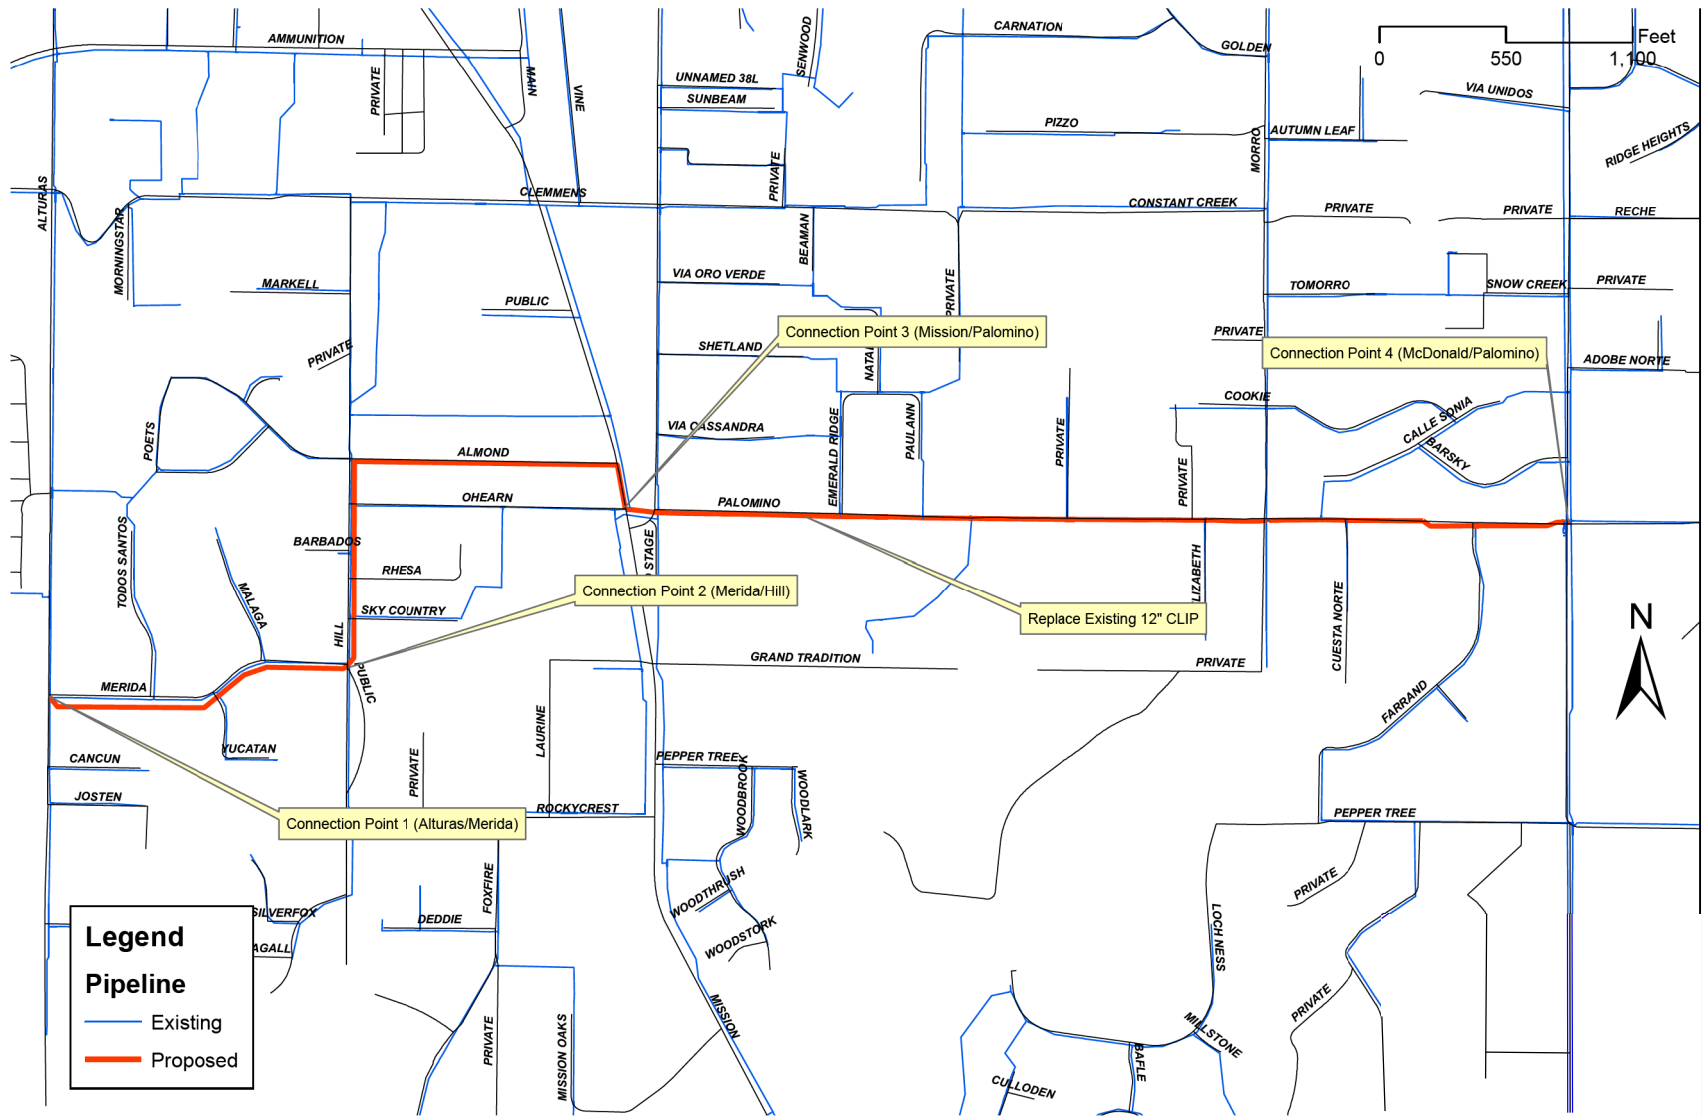 AMMUNITION
MAIN
VINE
PRIVATE
SENWOOD
CARNATION
GOLDEN
Feet
0 550 1,100
UNNAMED 38L
SUNBEAM
VIA UNIDOS
PIZZO
MORRO
AUTUMN LEAF
RIDGE HEIGHTS
ALTURAS
MORNINGSTAR
CLEMMENS
PRIVATE
BEAMAN
CONSTANT CREEK
PRIVATE
PRIVATE
RECHE
MARKELL
PUBLIC
VIA ORO VERDE
PRIVATE
TOMORRO
SNOW CREEK
PRIVATE
PRIVATE
SHETLAND
Connection Point 3 (Mission/Palomino)
PRIVATE
Connection Point 4 (McDonald/Palomino)
ADOBE NORTE
POETS
ALMOND
VIA CASSANDRA
EMERALD RIDGE
PAULANN
PRIVATE
PRIVATE
COOKIE
CALLE SONIA
BARSKY
OHEARN
PALOMINO
TODOS SANTOS
MALAGA
BARBADOS
RHESA
SKY COUNTRY
HILL
PUBLIC
STAGE
Connection Point 2 (Merida/Hill)
Replace Existing 12" CLIP
LIZABETH
CUESTA NORTE
N
MERIDA
GRAND TRADITION
PRIVATE
FARRAND
YUCATAN
CANCUN
JOSTEN
PRIVATE
LAURINE
PEPPER TREE
WOODBROOK
WOODLARK
ROCKYCREST
PEPPER TREE
Connection Point 1 (Alturas/Merida)
SILVERFOX
AGALL
DEDDIE
FOXFIRE
WOODTHRUSH
WOODSTORK
PRIVATE
LOCH NESS
PRIVATE
Legend
Pipeline
Existing
Proposed
PRIVATE
MISSION OAKS
MISSION
MILLSTONE
BAFLE
CULLODEN